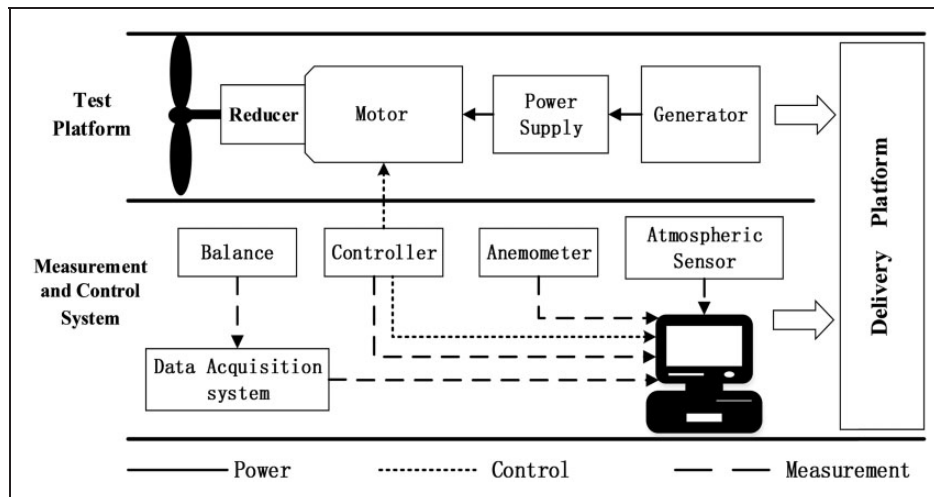 Test
Platform
Reducer
Motor
Power
Supply
Generator
Delivery Platform
Measurement
and Control
System
Balance
Controller
Anemometer
Atmospheric
Sensor
Data Acquisition
system
Power
Control
Measurement